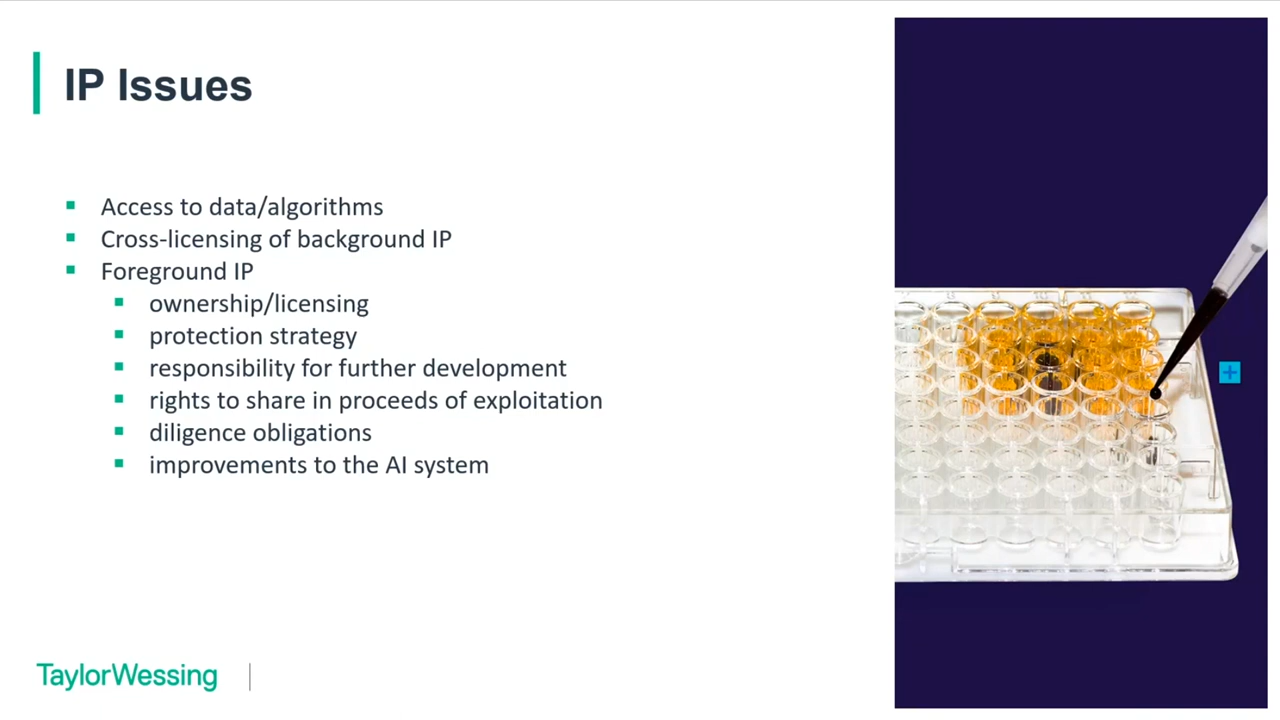 IP Issues
Access to data/algorithms
Cross-licensing of background IP
Foreground IP
ownership/licensing
protection strategy
responsibility for further development
rights to share in proceeds of exploitation
diligence obligations
improvements to the AI system
TaylorWessing